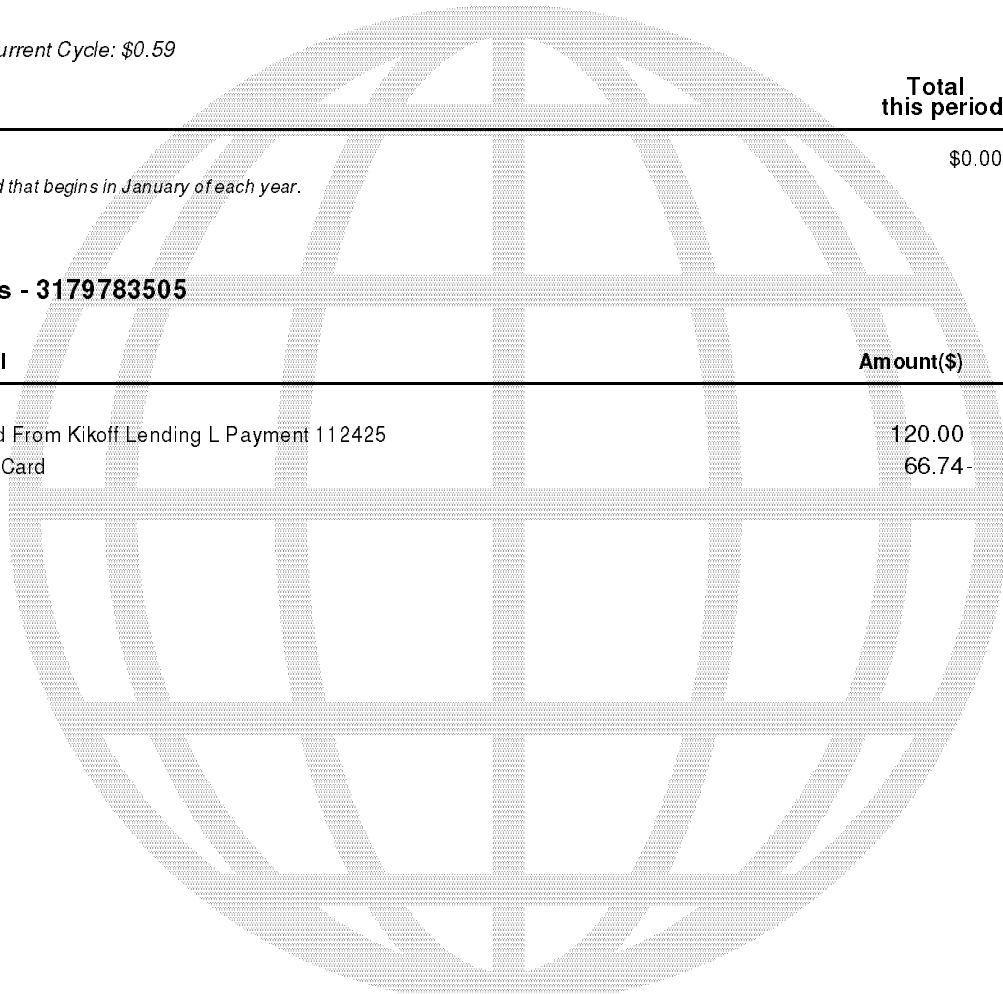 urrent Cycle: $0.59
Total
this period
$0.00
d that begins in January of each year.
s - 3179783505
l Amount($)
d From Kikoff Lending L Payment 112425 120.00
Card 66.74-